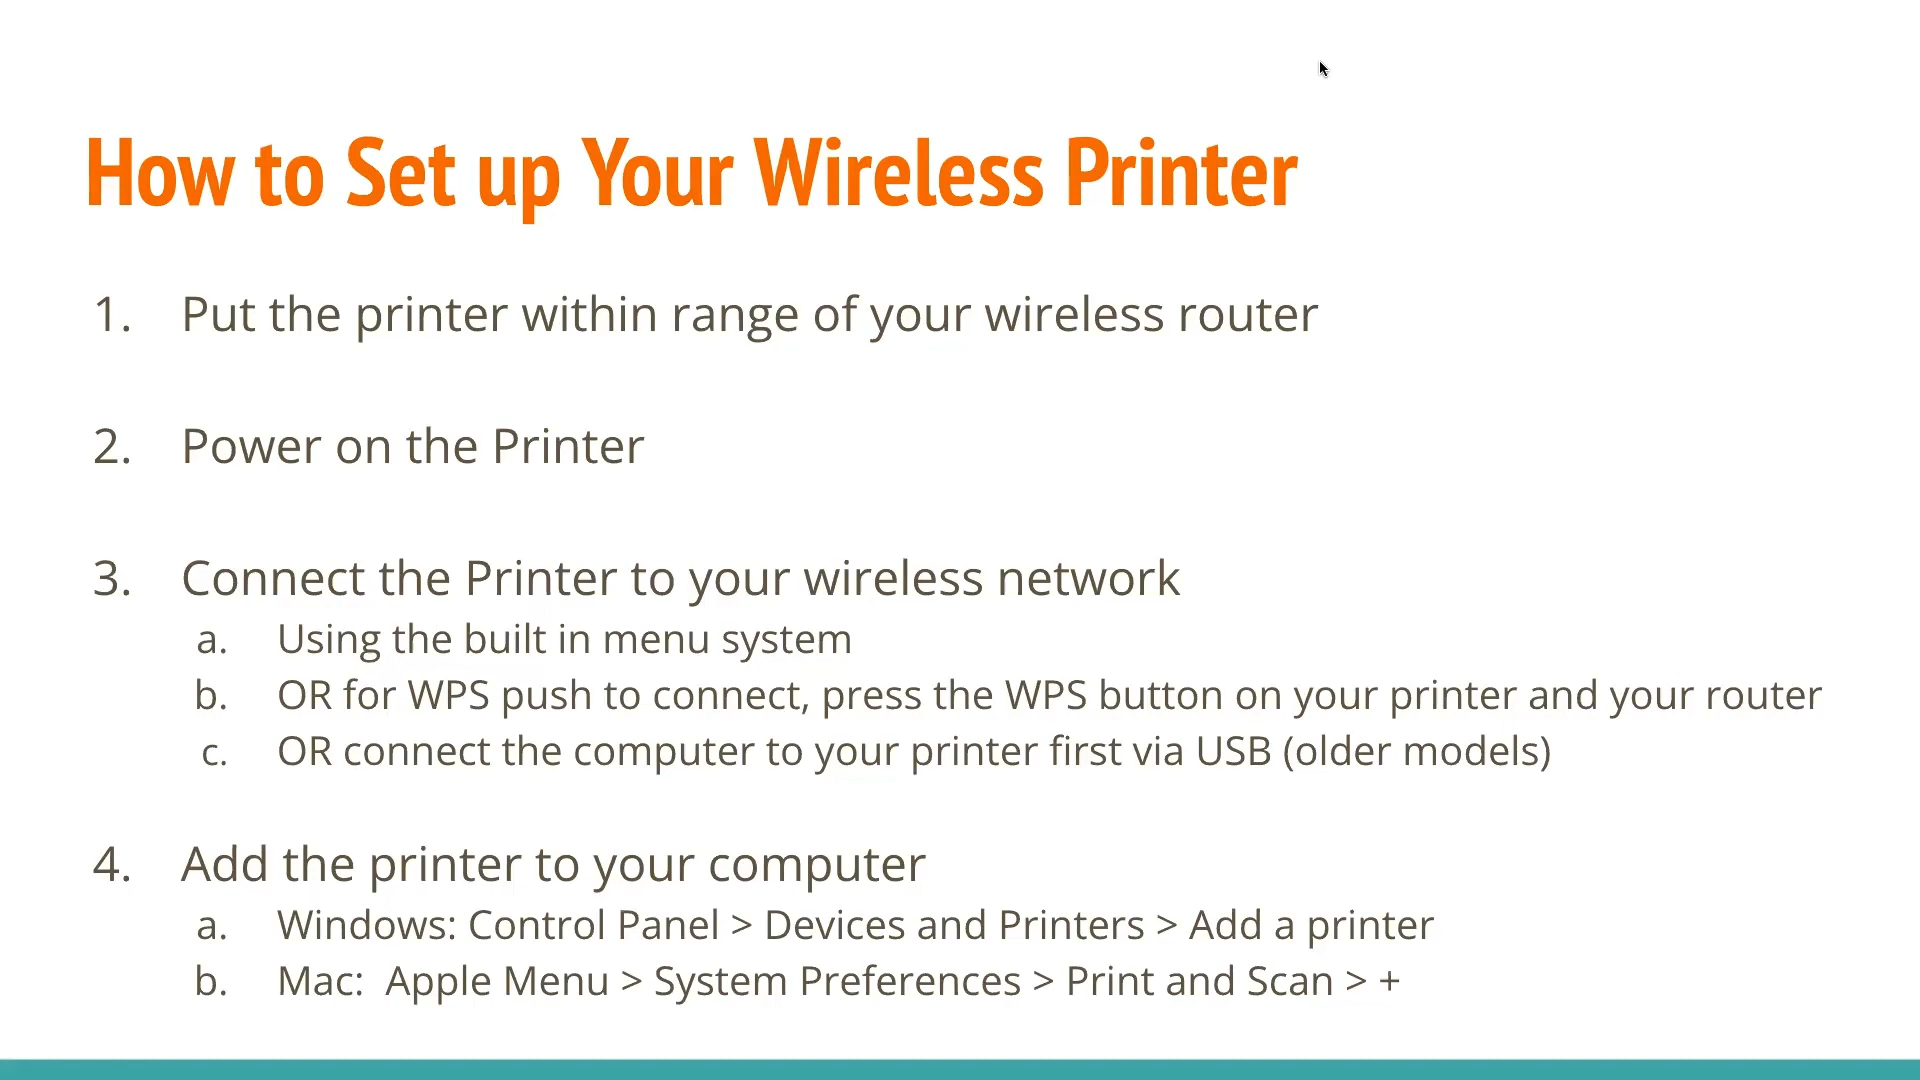 How to Set up Your Wireless Printer
1. Put the printer within range of your wireless router
2. Power on the Printer
3. Connect the Printer to your wireless network
a. Using the built in menu system
b. OR for WPS push to connect, press the WPS button on your printer and your router
c. OR connect the computer to your printer first via USB (older models)
4. Add the printer to your computer
a. Windows: Control Panel > Devices and Printers > Add a printer
b. Mac:  Apple Menu > System Preferences > Print and Scan > +